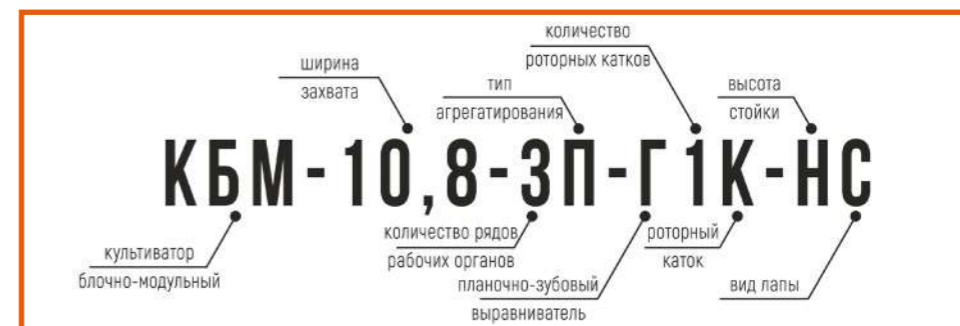 количество
роторных катков
ширина
захвата
тип
агрегатирования
высота
стойки
КБМ-10,8-3П-Г1К-НС
культиватор
блочно-модульный
количество рядов
рабочих органов
планочно-зубовый
выравниватель
роторный
каток
вид лапы